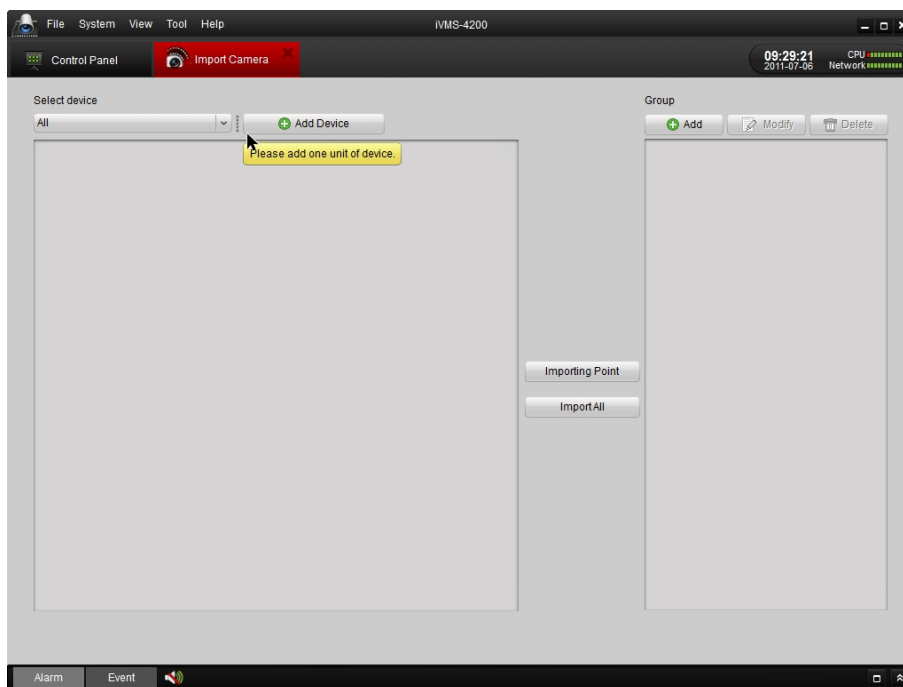 File System View Tool Help iVMS-4200
Control Panel Import Camera 09:29:21 CPU
2011-07-06 Network
Select device Group
All Add Device Add Modify Delete
Please add one unit of device.
Importing Point
Import All
Alarm Event